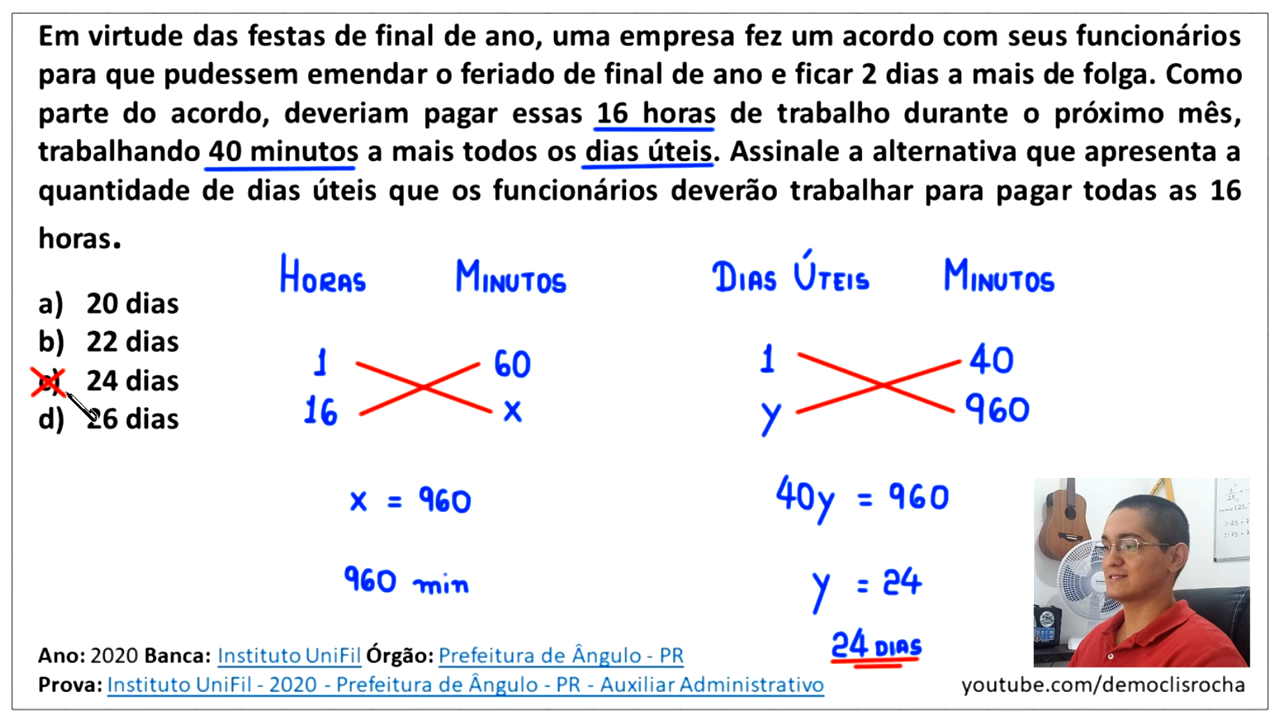 Em virtude das festas de final de ano, uma empresa fez um acordo com seus funcionários
para que pudessem emendar o feriado de final de ano e ficar 2 dias a mais de folga. Como
parte do acordo, deveriam pagar essas 16 horas de trabalho durante o próximo mês,
trabalhando 40 minutos a mais todos os dias úteis. Assinale a alternativa que apresenta a
quantidade de dias úteis que os funcionários deverão trabalhar para pagar todas as 16
horas.
a) 20 dias
b) 22 dias
c) 24 dias
d) 26 dias
HORAS MINUTOS
1 60
16 x
x = 960
960 min
DIAS ÚTEIS MINUTOS
1 40
y 960
40y = 960
y = 24
24 DIAS
Ano: 2020 Banca: Instituto UniFil Órgão: Prefeitura de Ângulo - PR
Prova: Instituto UniFil - 2020 - Prefeitura de Ângulo - PR - Auxiliar Administrativo
youtube.com/democlisrocha